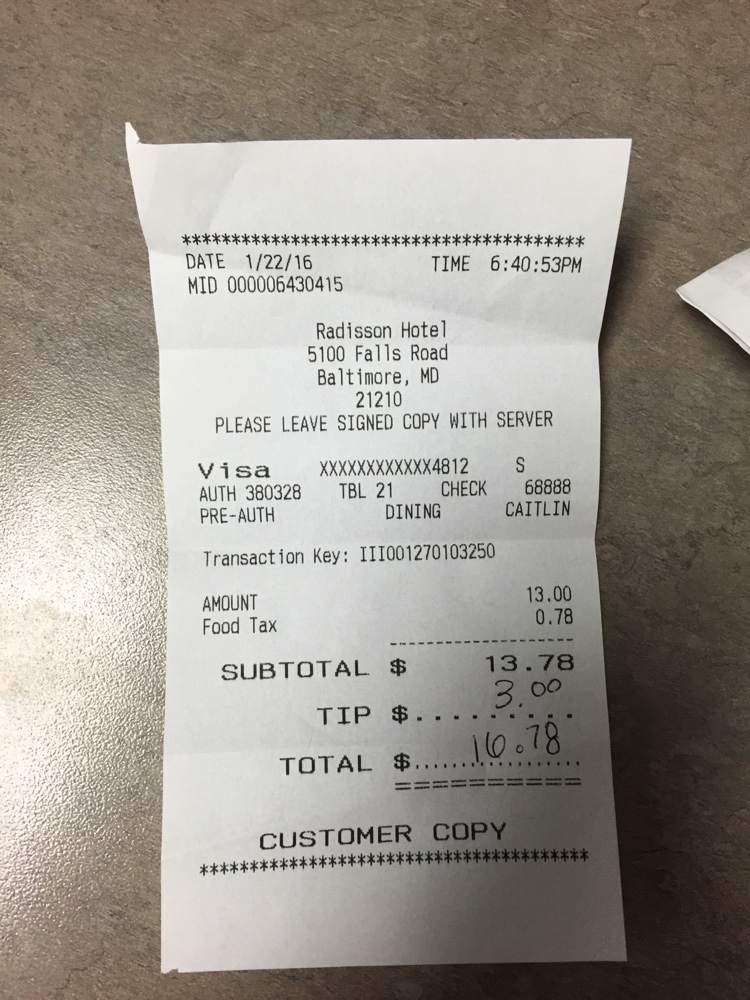 *****************************************
DATE 1/22/16 TIME 6:40:53PM
MID 000006430415
Radisson Hotel
5100 Falls Road
Baltimore, MD
21210
PLEASE LEAVE SIGNED COPY WITH SERVER
Visa XXXXXXXXXXXX4812 S
AUTH 380328 TBL 21 CHECK 68888
PRE-AUTH DINING CAITLIN
Transaction Key: III001270103250
AMOUNT 13.00
Food Tax 0.78
--------------------
SUBTOTAL $ 13.78
TIP $.......... 3.00
TOTAL $.......... 16.78
====================
CUSTOMER COPY
*****************************************